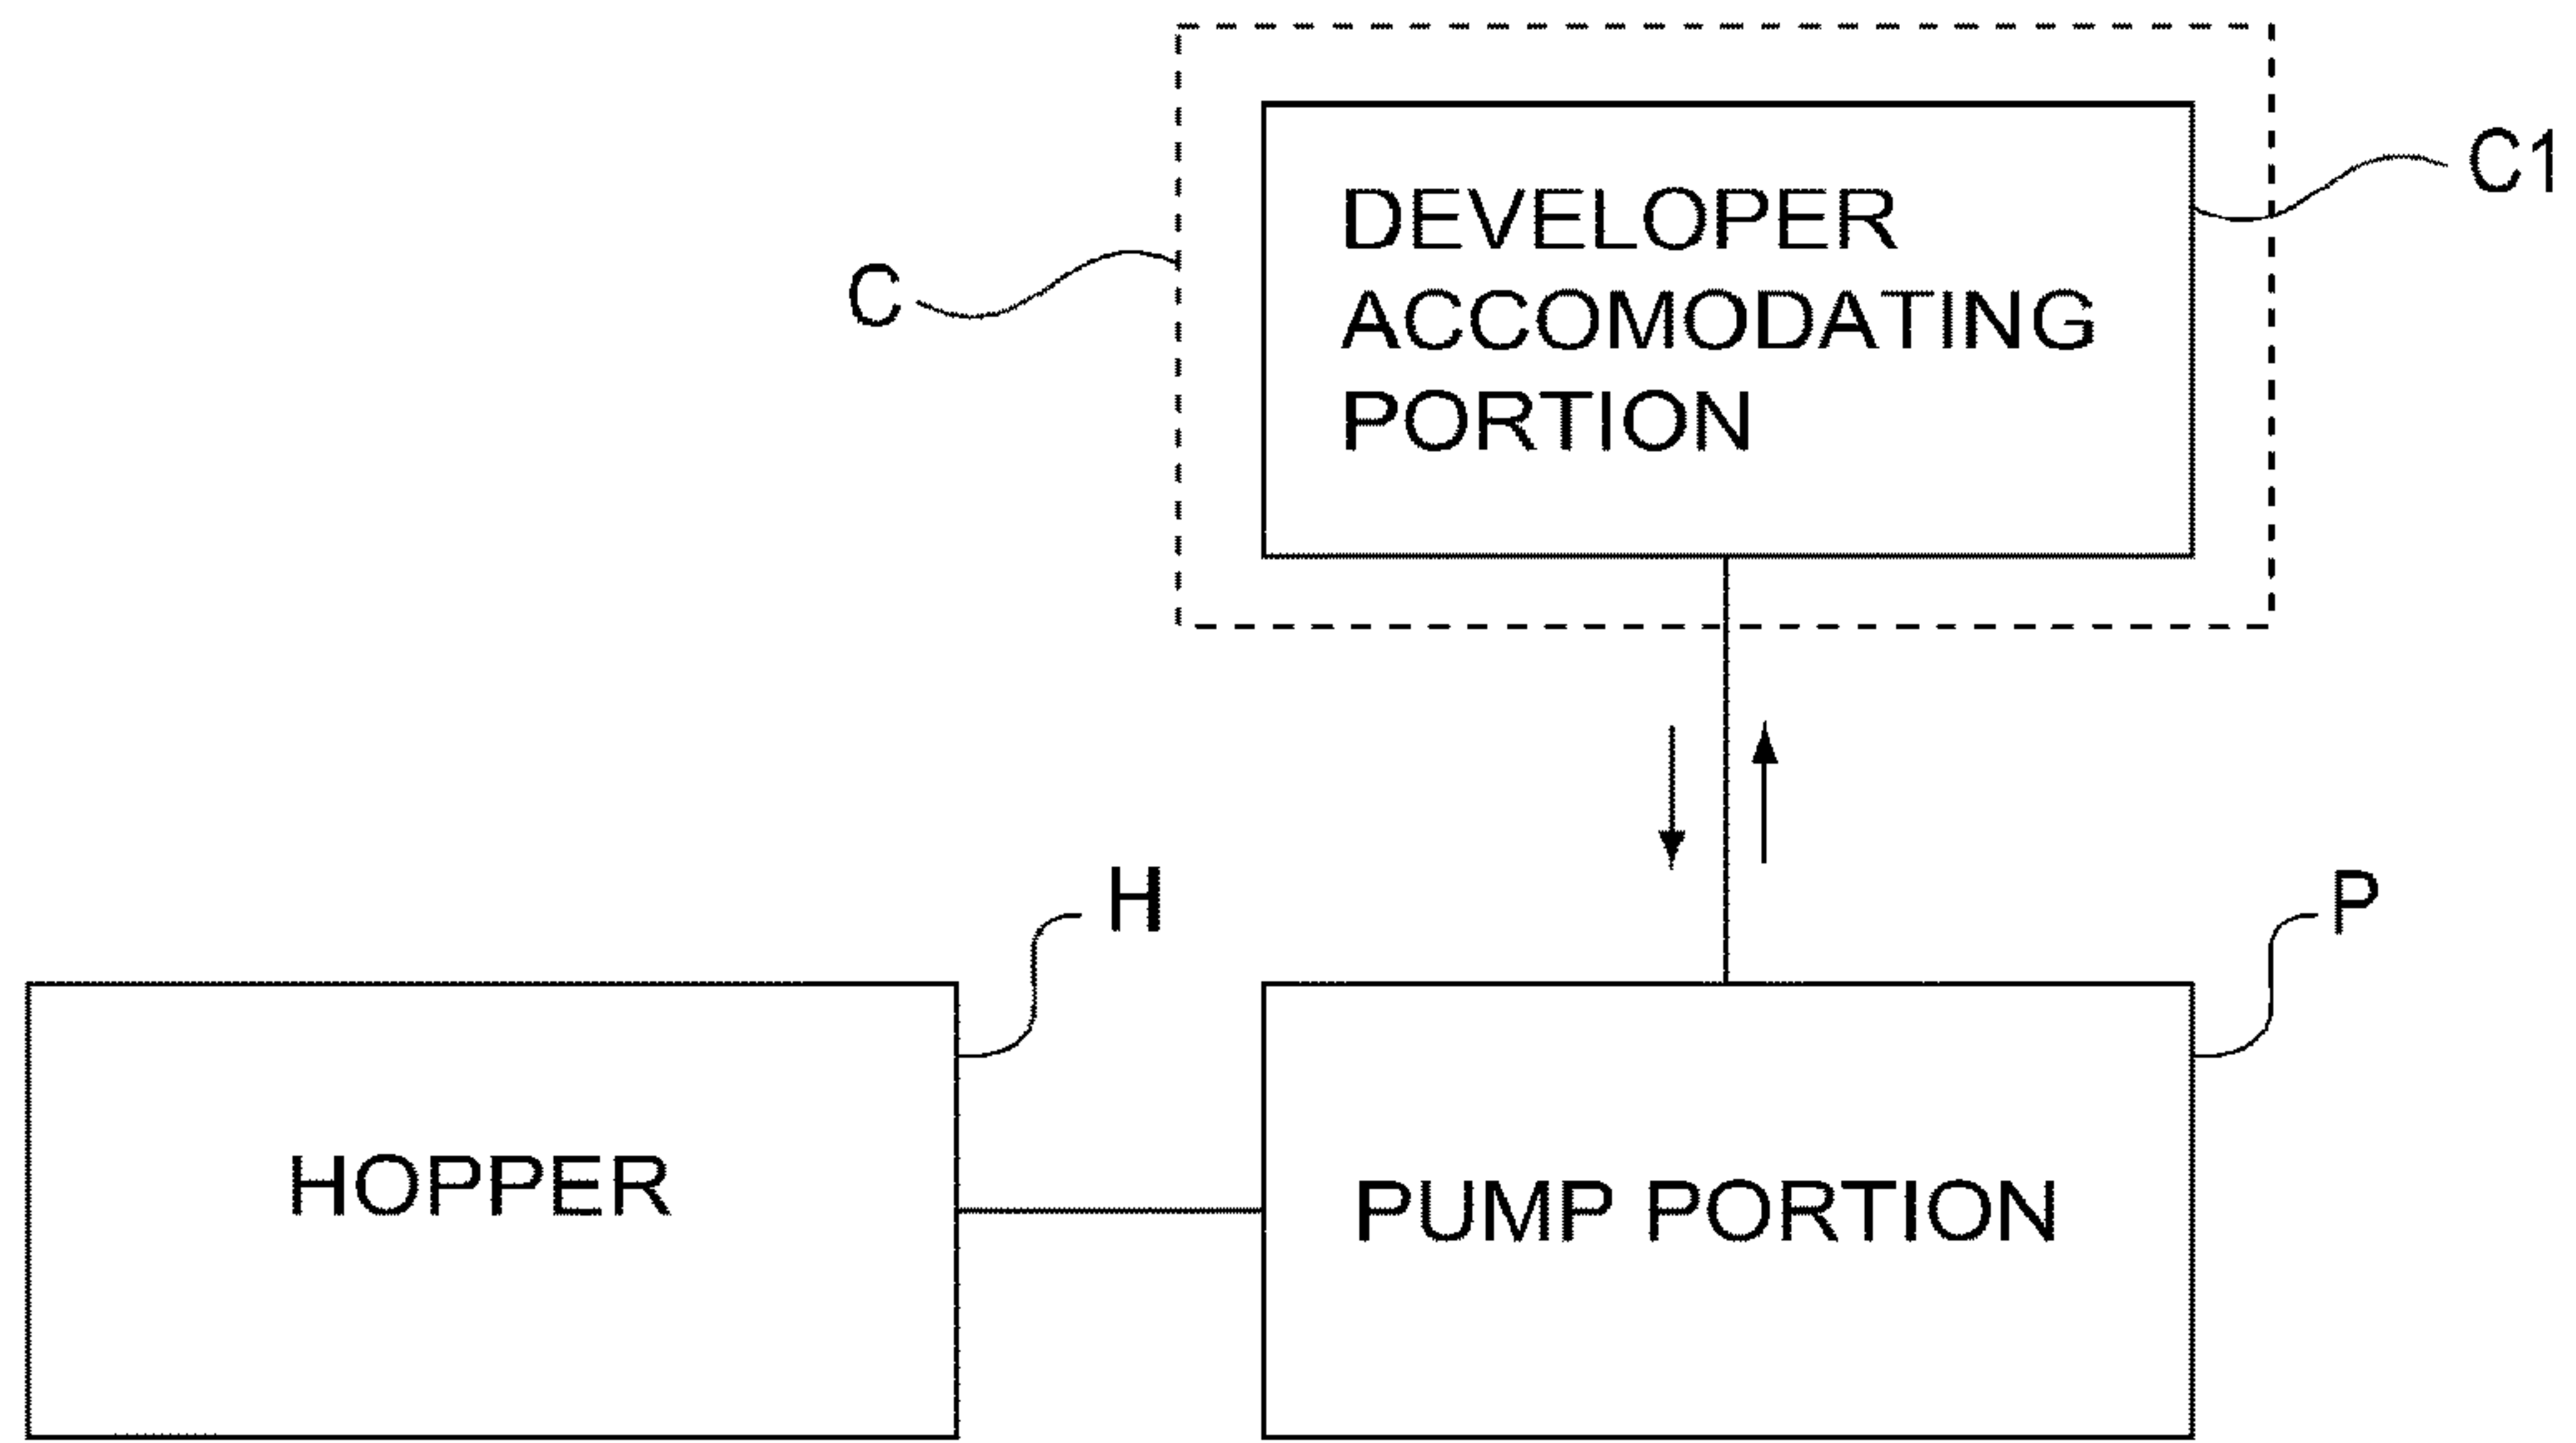 C1
DEVELOPER
ACCOMODATING
PORTION
C
H
P
HOPPER
PUMP PORTION